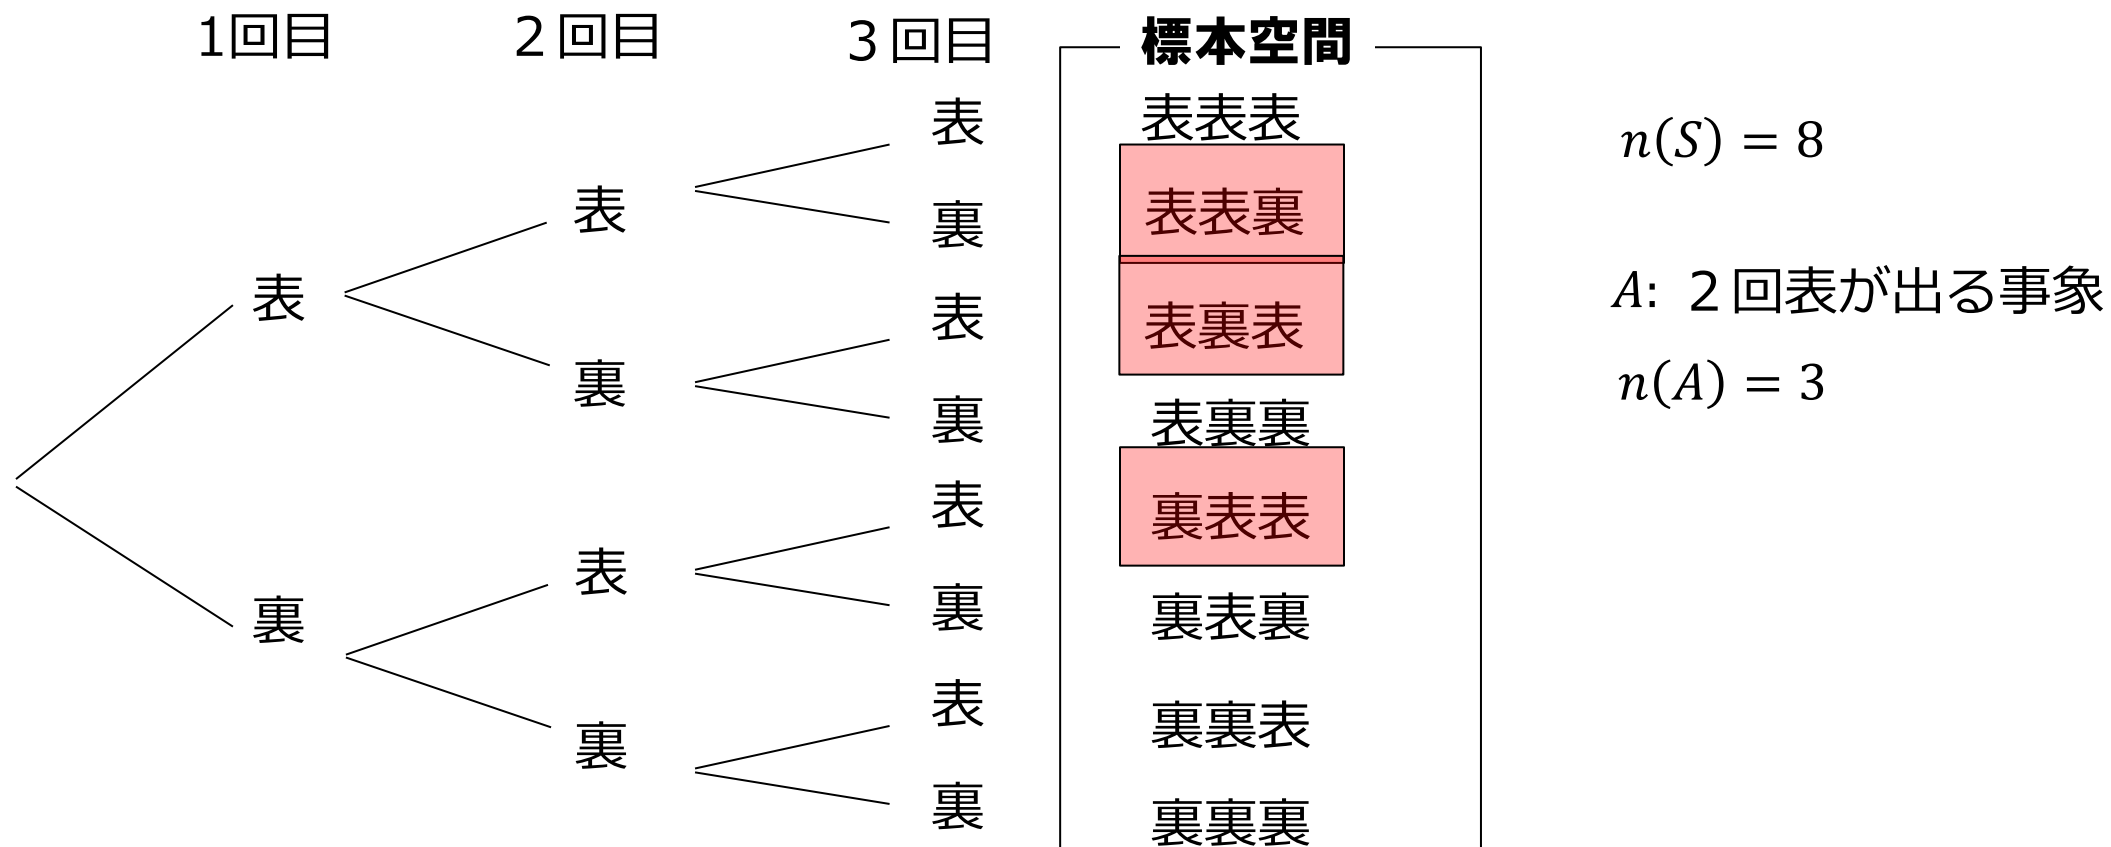 1回目
２回目
３回目
標本空間
表
裏
表
裏
表
裏
表
裏
表
裏
表
裏
表
裏
表表表
表表裏
表裏表
表裏裏
裏表表
裏表裏
裏裏表
裏裏裏
n(S) = 8
A: ２回表が出る事象
n(A) = 3